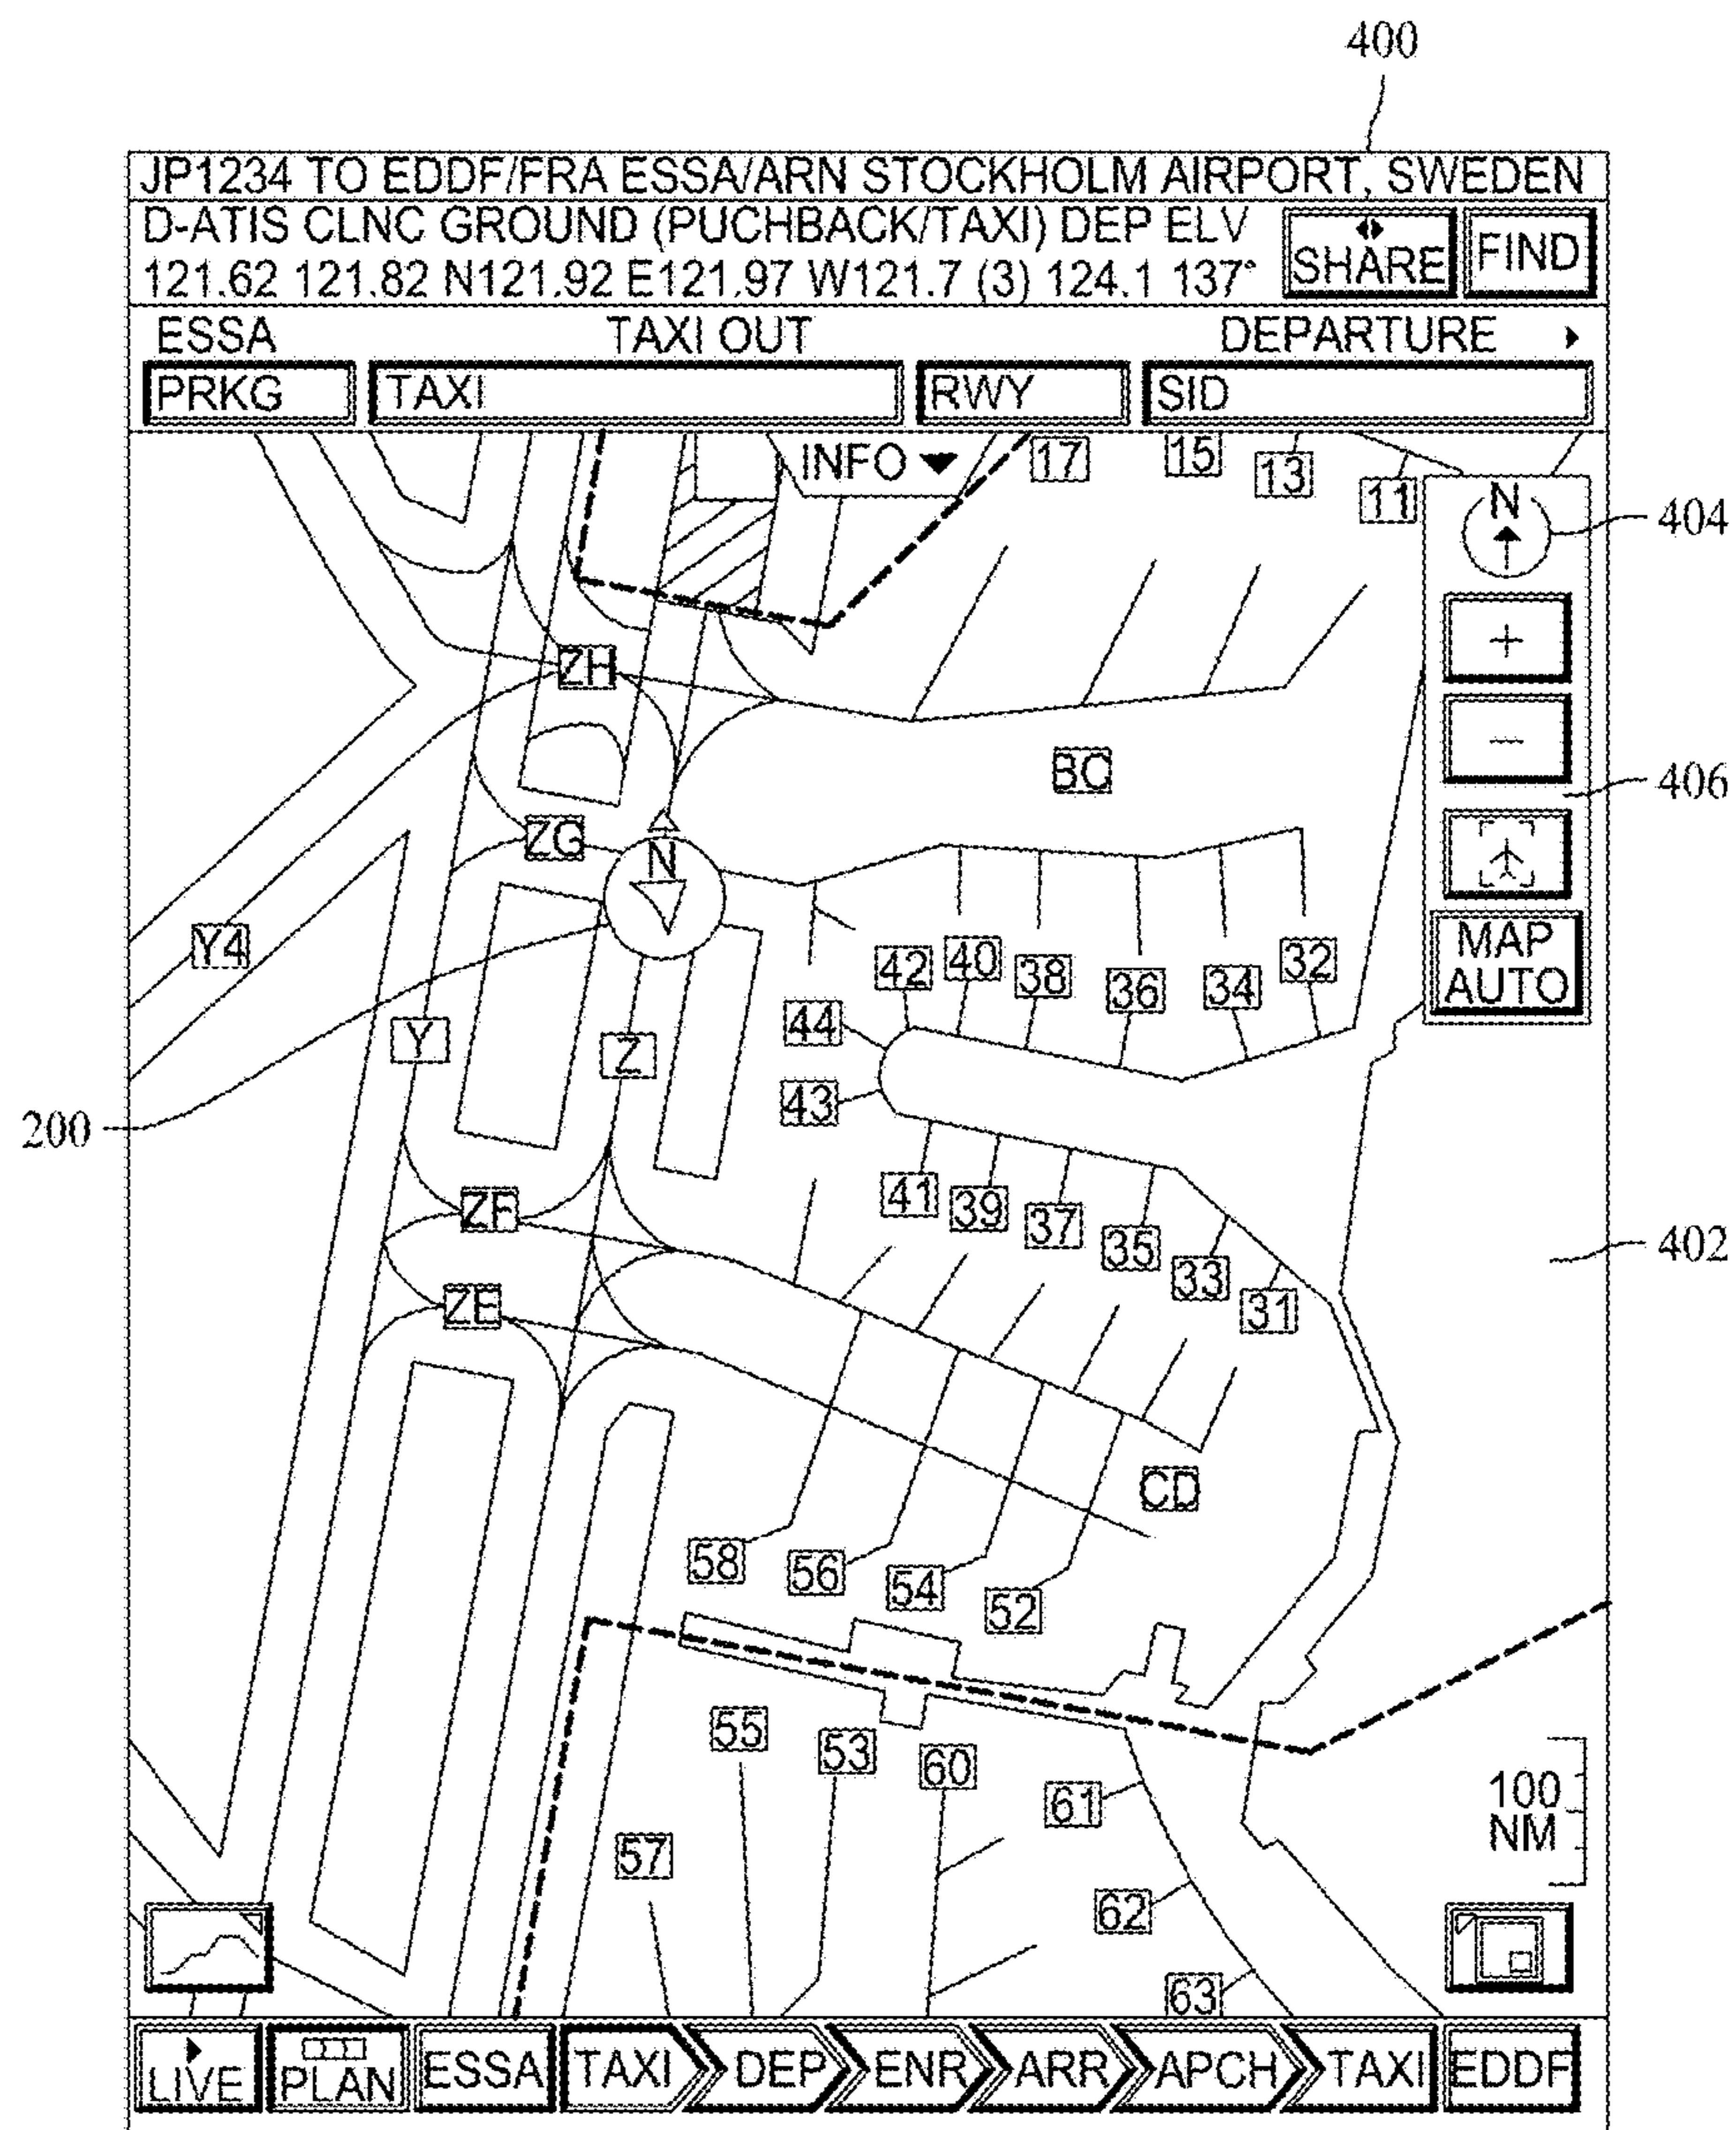 400
JP1234 TO EDDF/FRA ESSA/ARN STOCKHOLM AIRPORT, SWEDEN
D-ATIS CLNC GROUND (PUCHBACK/TAXI) DEP ELV
121.62 121.82 N121.92 E121.97 W121.7 (3) 124.1 137°
SHARE FIND
ESSA TAXI OUT DEPARTURE
PRKG TAXI RWY SID
INFO 17 15 13 11
N 404
+
ZH
BC
− 406
ZG
N
Y4
MAP
AUTO
42 40 38 36 34 32
44
Y Z
43
200
41 39 37 35 33 31
ZF
402
ZE
CD
58 56 54 52
55 53 60
61
100
NM
57
62
63
LIVE PLAN ESSA TAXI DEP ENR ARR APCH TAXI EDDF